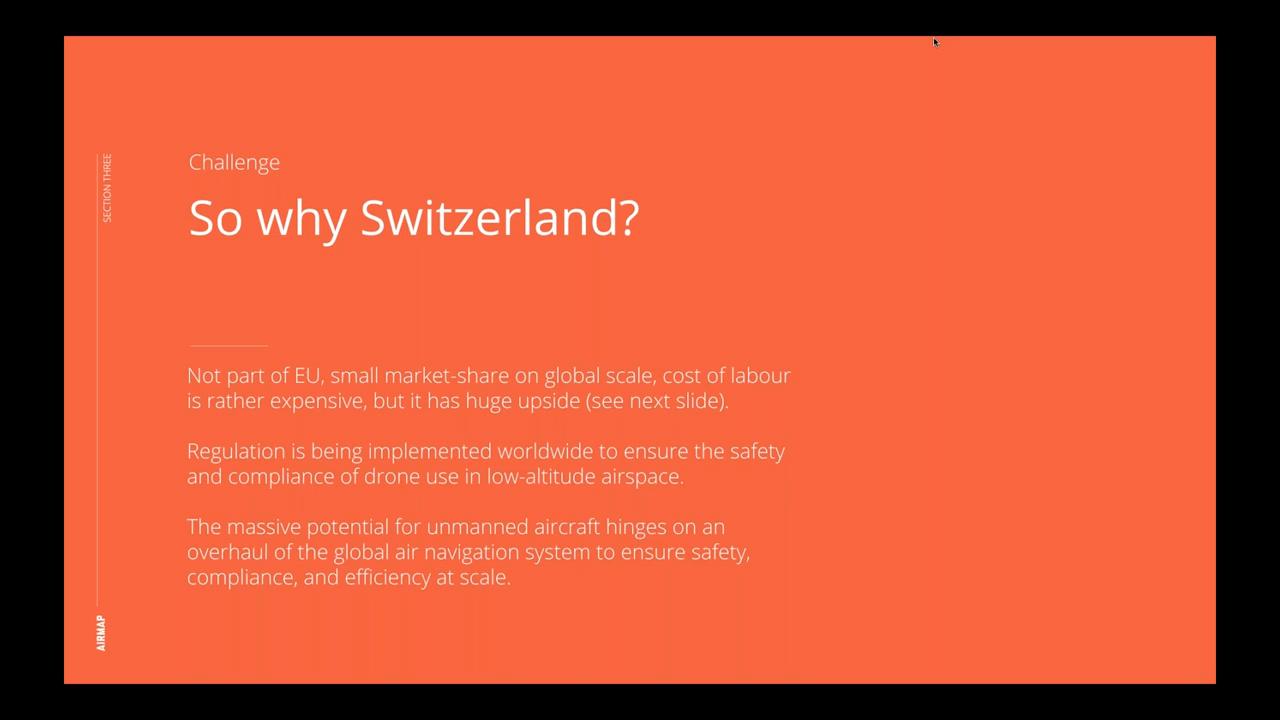 SECTION THREE
Challenge
So why Switzerland?
Not part of EU, small market-share on global scale, cost of labour
is rather expensive, but it has huge upside (see next slide).
Regulation is being implemented worldwide to ensure the safety
and compliance of drone use in low-altitude airspace.
The massive potential for unmanned aircraft hinges on an
overhaul of the global air navigation system to ensure safety,
compliance, and efficiency at scale.
AIRMAP